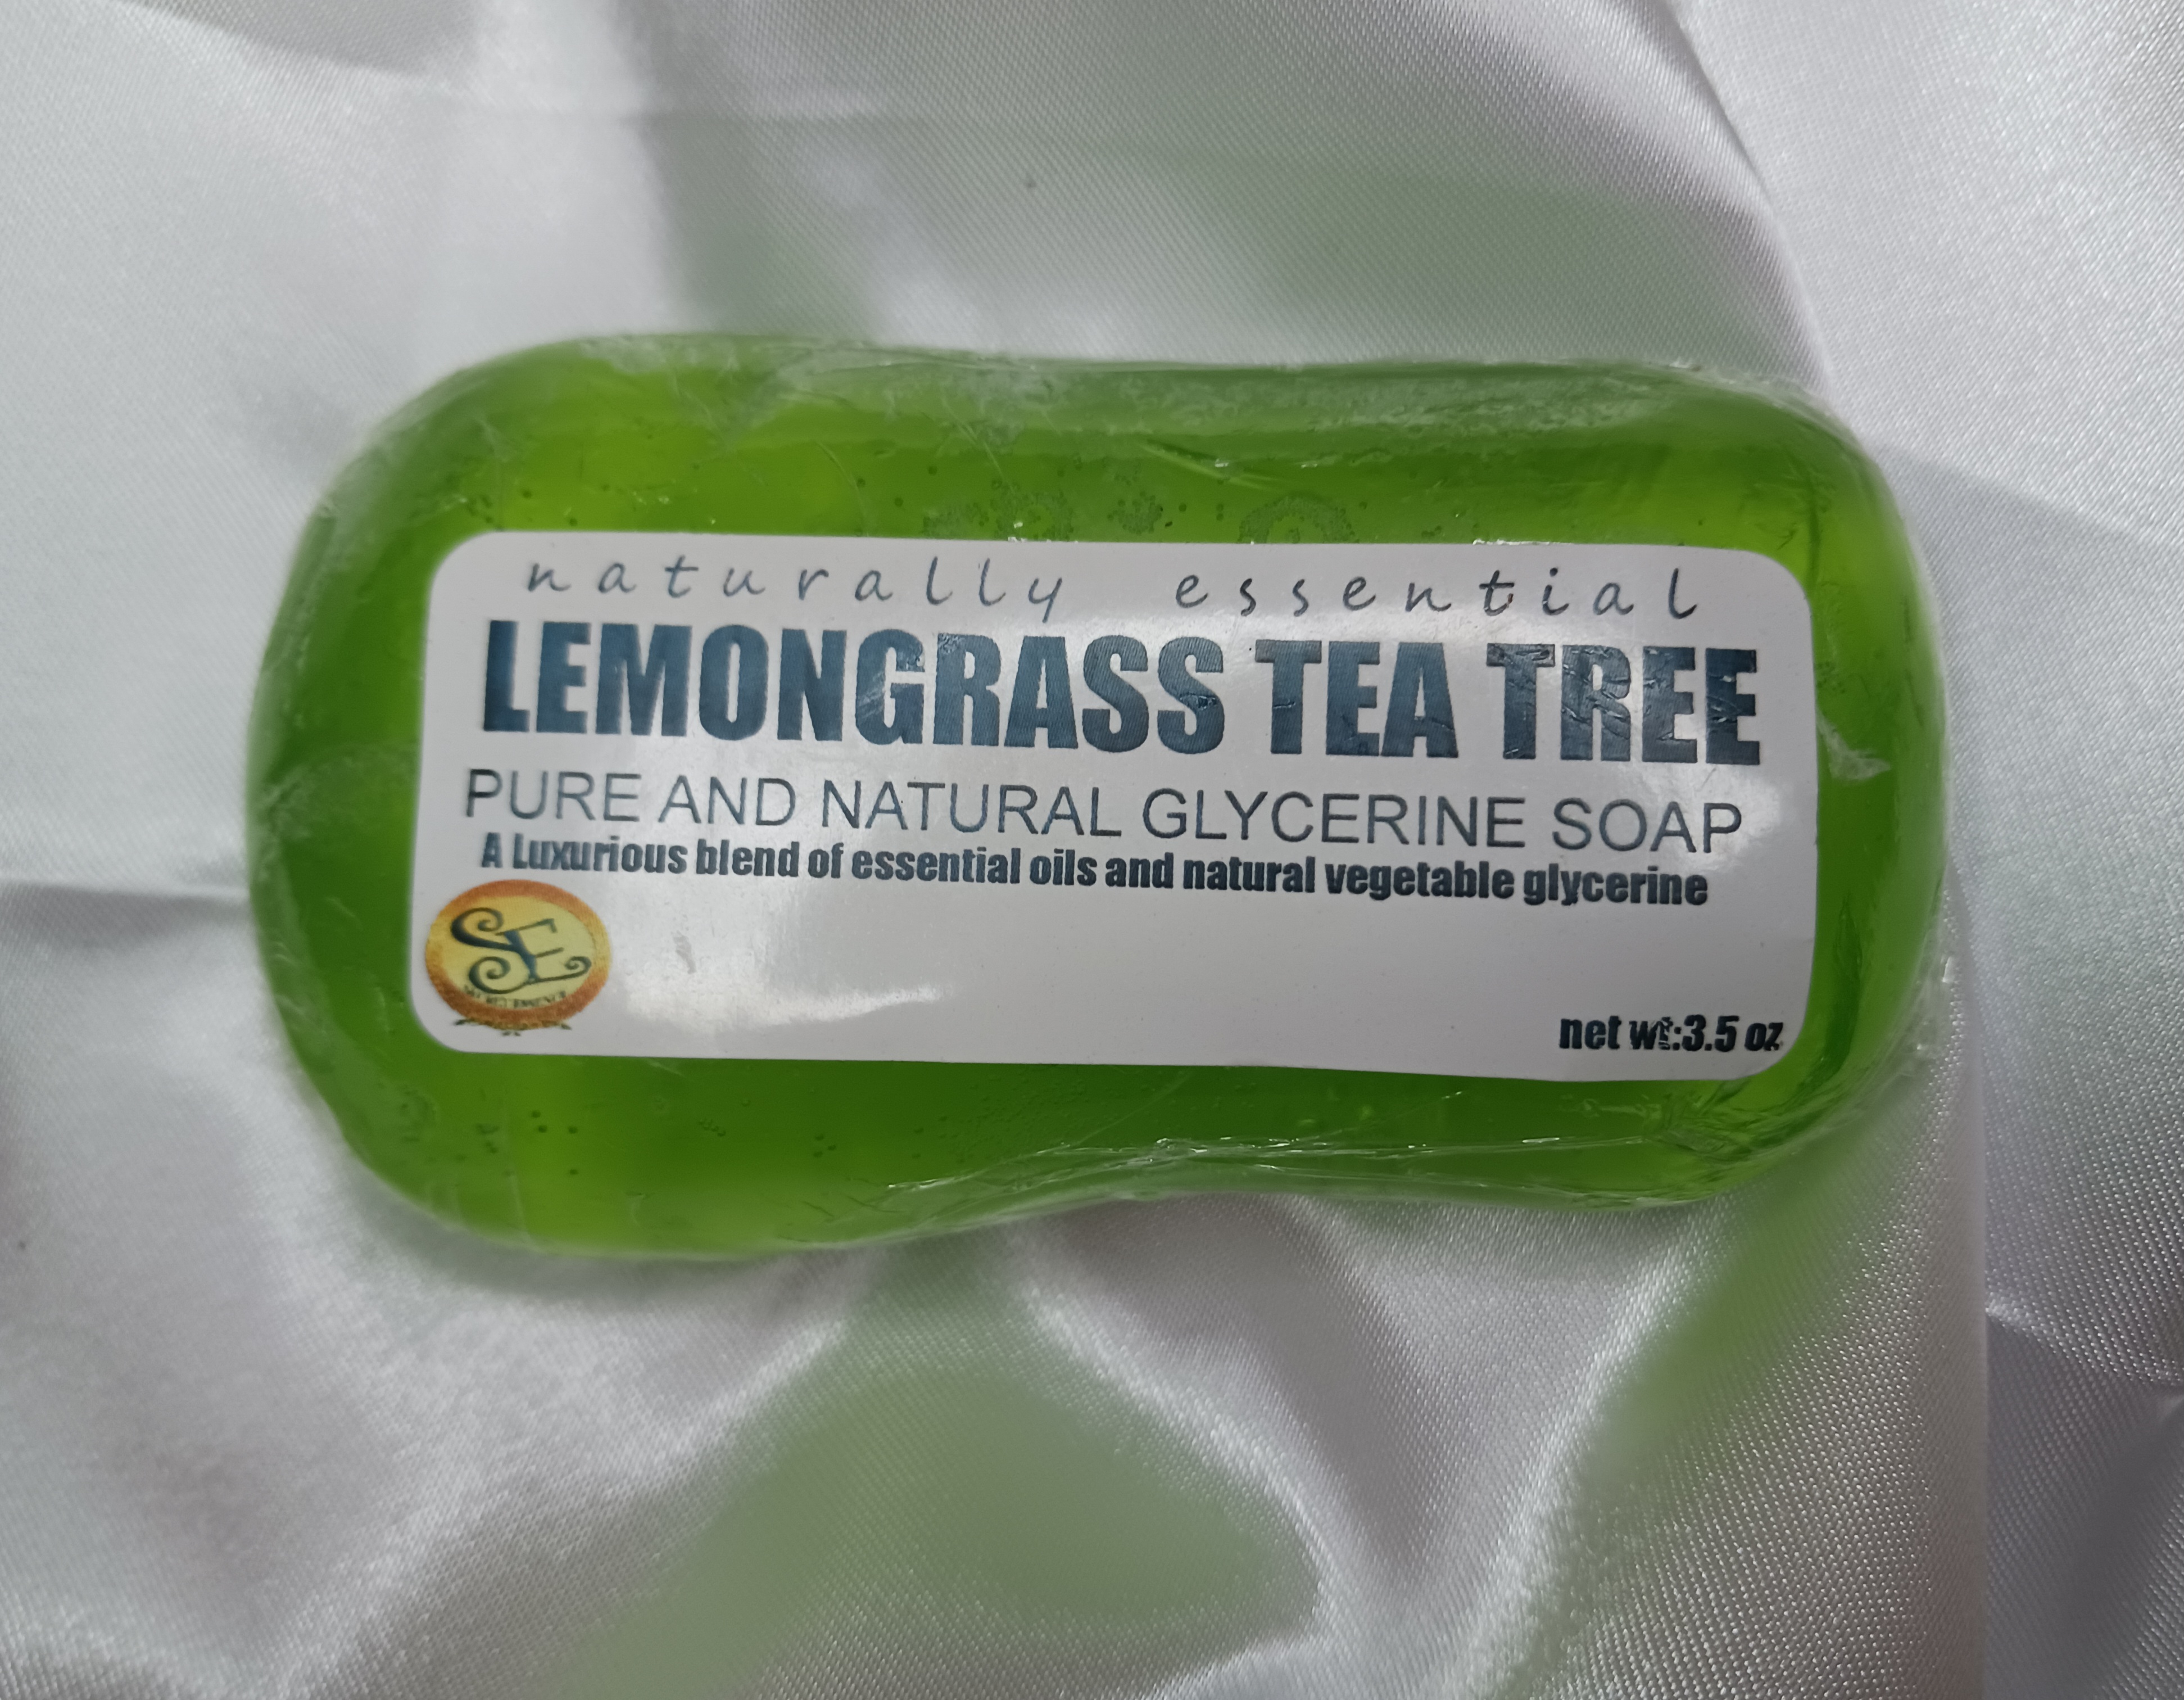 naturally essential
LEMONGRASS TEA TREE
PURE AND NATURAL GLYCERINE SOAP
A Luxurious blend of essential oils and natural vegetable glycerine
SE
net wt:3.5 oz